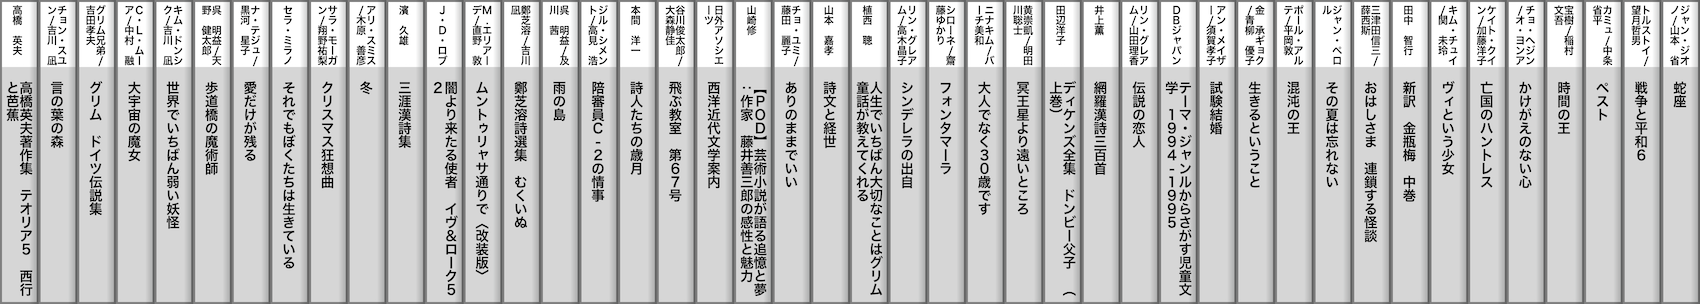 ノジャン・ジオノ/山本 省
蛇座
トルストイ/望月哲男
戦争と平和６
カミュ/中条省平
ペスト
宝樹/稲村文吾
時間の王
チョ・ヘジン/オ・ヨンア
かけがえのない心
ケイト・クイン/加藤洋子
亡国のハントレス
キム・チュイ/関 未玲
ヴィという少女
田中 智行
新訳 金瓶梅 中巻
三津田信三/薛西斯
おはしさま 連鎖する怪談
ジャン・ペロル
その夏は忘れない
ポール・アルテ/平岡敦
混沌の王
金 承ギョク/青柳 優子
生きるということ
アン・メイザー/須賀孝子
試験結婚
ＤＢジャパン
テーマ・ジャンルからさがす児童文学 １９９４-１９９５
リン・グレアム/山田理香
伝説の恋人
井上薫
網羅漢詩三百首
田辺洋子
ディケンズ全集 ドンビー父子 （上巻）
黄崇凱/明田川聡士
冥王星より遠いところ
ニナキム/バーチ美和
大人でなく３０歳です
シローネ/齋藤ゆかり
フォンタマーラ
リン・グレアム/高木晶子
シンデレラの出自
植西 聰
人生でいちばん大切なことはグリム童話が教えてくれる
山本 嘉孝
詩文と経世
チョ・ユミ/藤田 麗子
ありのままでいい
山崎修
【ＰＯＤ】芸術小説が語る追憶と夢：作家 藤井善三郎の感性と魅力
日外アソシエーツ
西洋近代文学案内
谷川俊太郎/大森静佳
飛ぶ教室 第６７号
本間 洋一
詩人たちの歳月
ジル・シメント/高見 浩
陪審員Ｃ-２の情事
呉 明益/及川 茜
雨の島
鄭芝溶/吉川凪
鄭芝溶詩選集 むくいぬ
Ｍ．エリアーデ/直野 敦
ムントゥリャサ通りで〈改装版〉
Ｊ・Ｄ・ロブ
闇より来たる使者 イヴ＆ローク５２
濱 久雄
三涯漢詩集
アリ・スミス/木原 善彦
冬
サラ・モーガン/翔野祐梨
クリスマス狂想曲
セラ・ミラノ
それでもぼくたちは生きている
ナ・テジュ/黒河 星子
愛だけが残る
呉 明益/天野 健太郎
歩道橋の魔術師
キム・ドンシク/吉川 凪
世界でいちばん弱い妖怪
Ｃ・Ｌ・ムーア/中村 融
大宇宙の魔女
グリム兄弟/吉田孝夫
グリム ドイツ伝説集
チョン・スユン/吉川 凪
言の葉の森
高橋 英夫
高橋英夫著作集 テオリア５ 西行と芭蕉